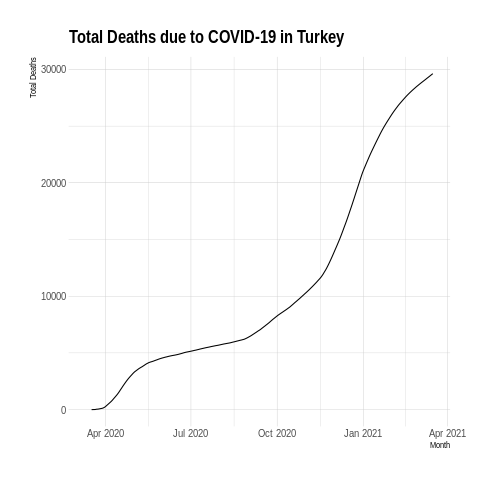 Total Deaths due to COVID-19 in Turkey
Total Deaths
30000
20000
10000
0
Apr 2020 Jul 2020 Oct 2020 Jan 2021 Apr 2021
Month